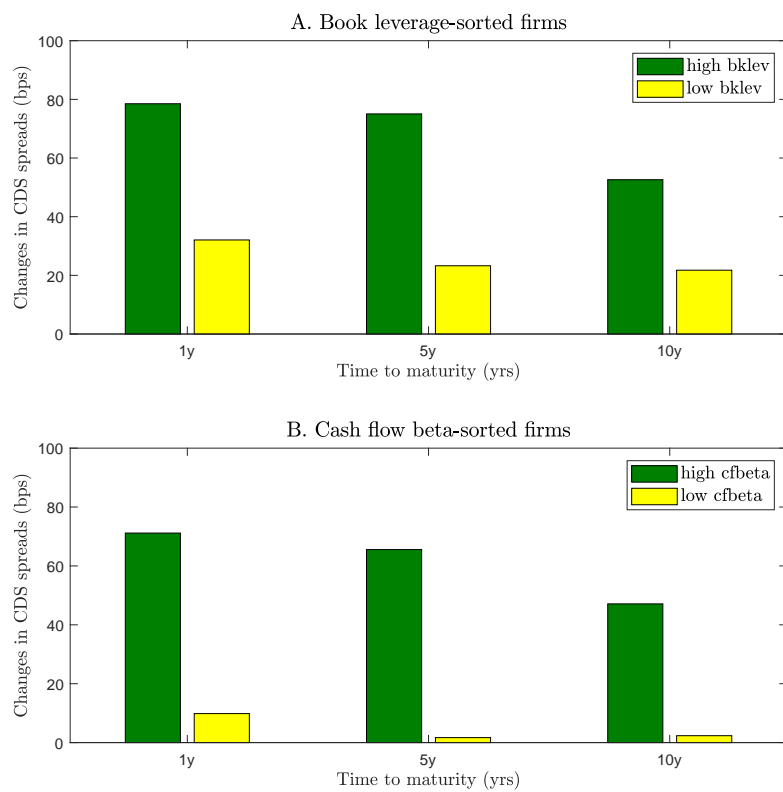 A. Book leverage-sorted firms
100
80
60
40
20
0
Changes in CDS spreads (bps)
high bklev
low bklev
1y 5y 10y
Time to maturity (yrs)
B. Cash flow beta-sorted firms
100
80
60
40
20
0
Changes in CDS spreads (bps)
high cfbeta
low cfbeta
1y 5y 10y
Time to maturity (yrs)